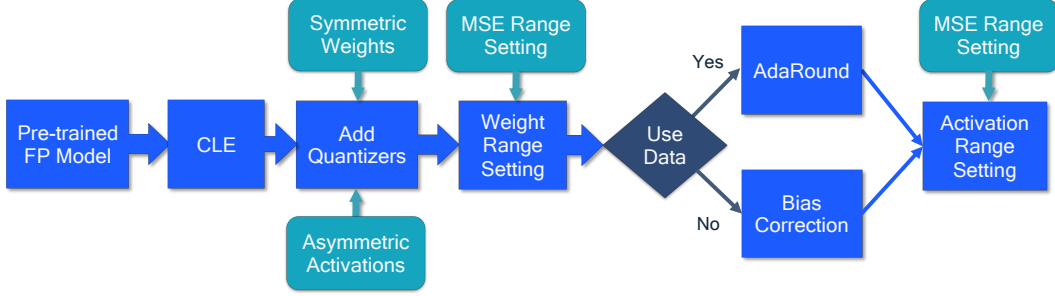 Pre-trained
FP Model
CLE
Symmetric
Weights
Add
Quantizers
Asymmetric
Activations
MSE Range
Setting
Weight
Range
Setting
Use
Data
Yes
No
AdaRound
Bias
Correction
MSE Range
Setting
Activation
Range
Setting